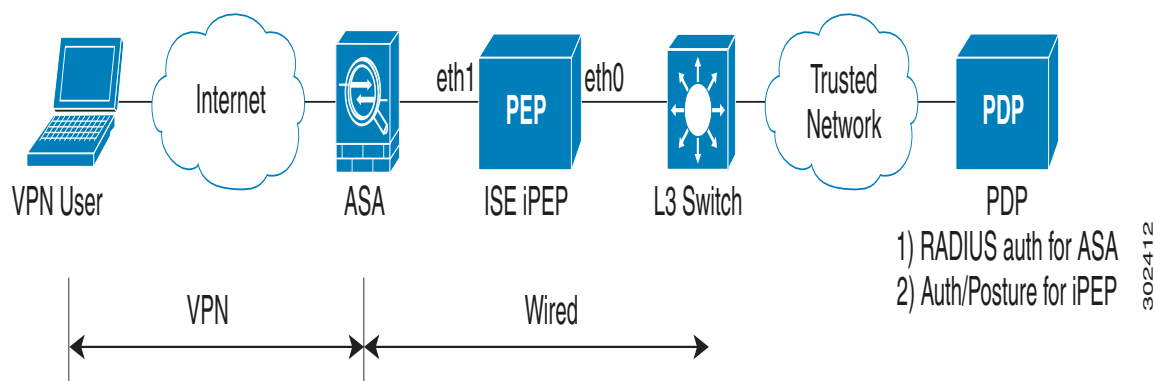 Internet
eth1
PEP
eth0
Trusted
Network
PDP
VPN User
ASA
ISE iPEP
L3 Switch
PDP
1) RADIUS auth for ASA
2) Auth/Posture for iPEP
302412
VPN
Wired